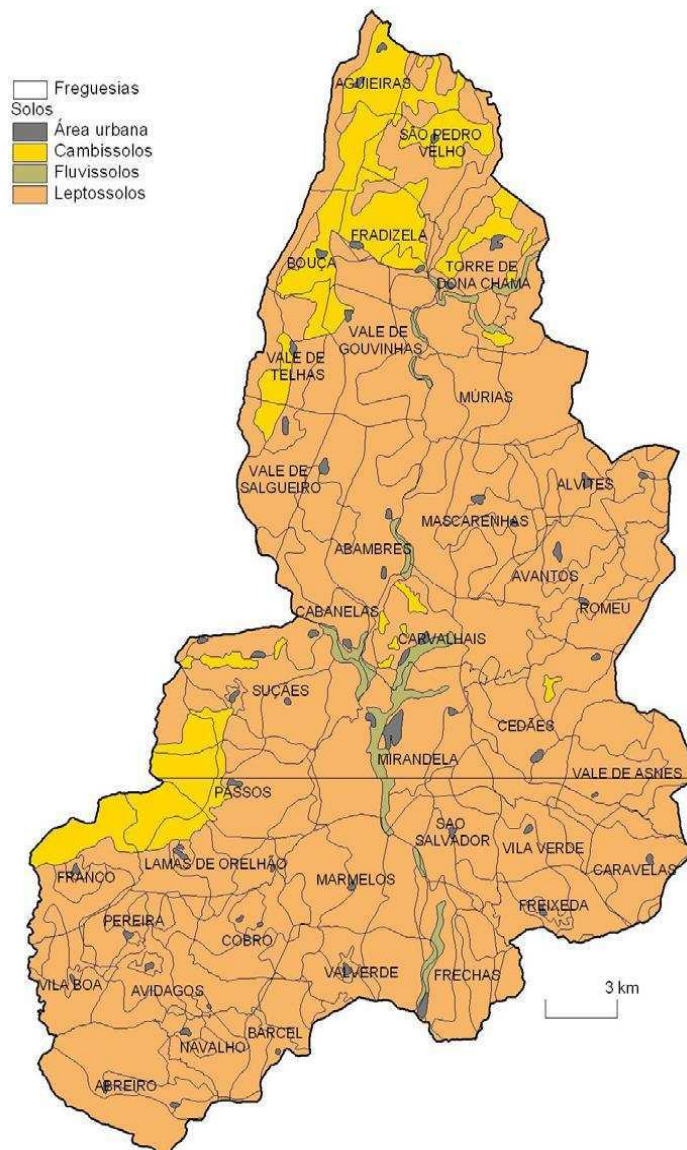 Freguesias
Solos
Área urbana
Cambissolos
Fluvissolos
Leptossolos
AGUIEIRAS
SÃO PEDRO
VELHO
FRADIZELA
BOUÇA
TORRE DE
DONA CHAMA
VALE DE
GOUVINHAS
VALE DE
TELHAS
MÚRIAS
VALE DE
SALGUEIRO
ALVITES
MASCARENHAS
ABAMBRES
AVANTOS
CABANELAS
ROMEU
CARVALHAIS
SUÇÃES
CEDÃES
MIRANDELA
VALE DE ASNES
PASSOS
SAO
SALVADOR
VILA VERDE
LAMAS DE ORELHÃO
CARAVELAS
FRANCO
MARMELOS
FREIXEDA
PEREIRA
COBRO
VALVERDE
FRECHAS
VILA BOA
AVIDAGOS
3 km
BARCEL
NAVALHO
ABREIRO